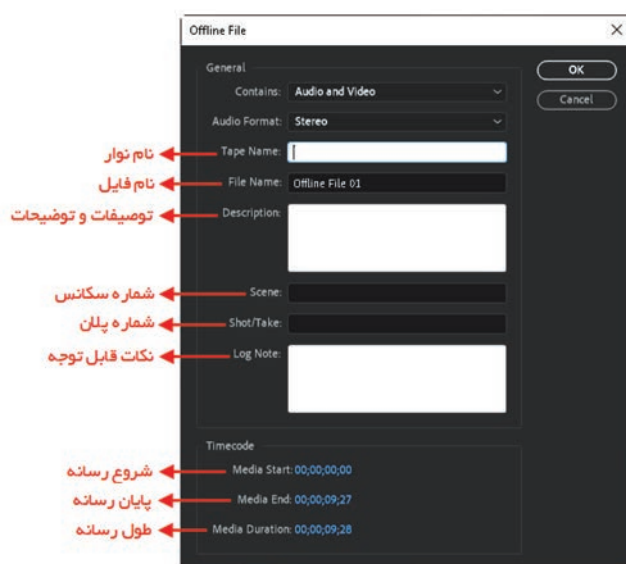 Offline File
General
Contains: Audio and Video
OK
Audio Format: Stereo
Cancel
نام نوار Tape Name:
نام فایل File Name: Offline File 01
توصیفات و توضیحات Description:
شماره سکانس Scene:
شماره پلان Shot/Take:
نکات قابل توجه Log Note:
Timecode
شروع رسانه Media Start: 00;00;00;00
پایان رسانه Media End: 00;00;09;27
طول رسانه Media Duration: 00;00;09;28